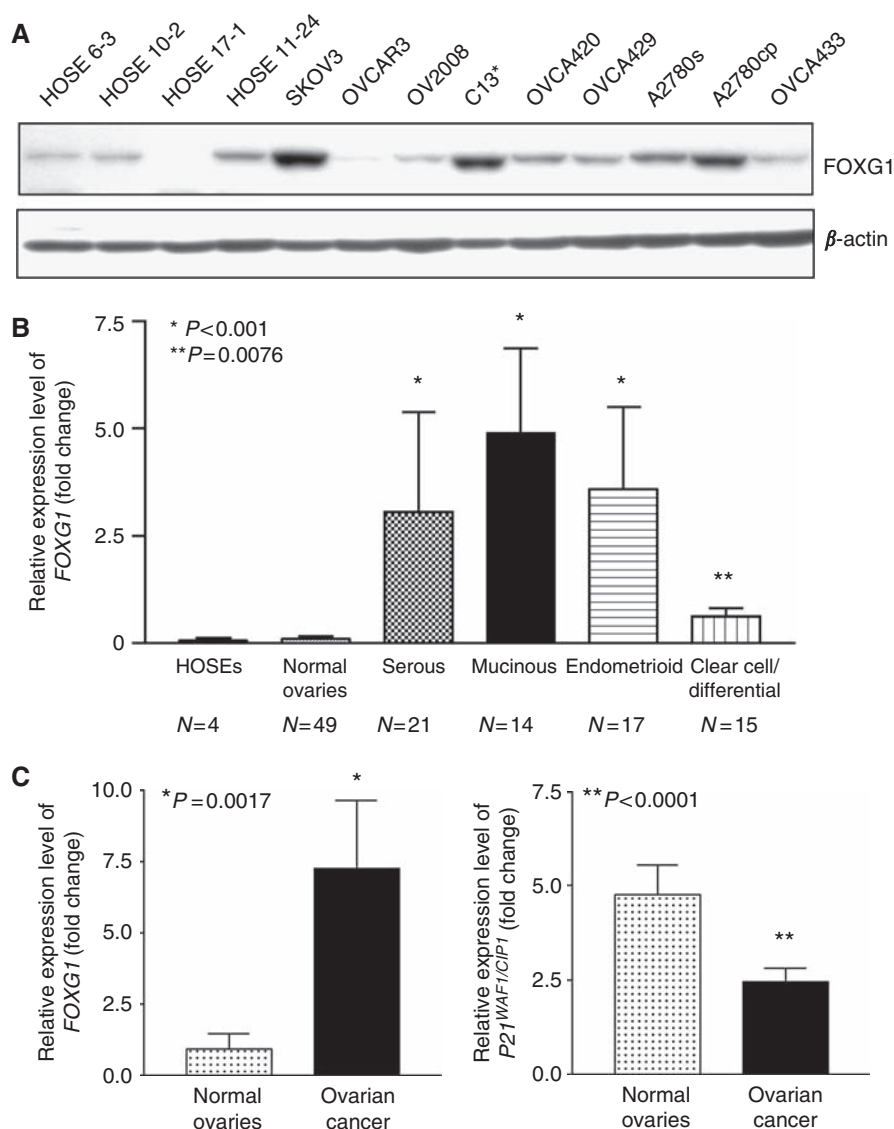 A
HOSE 6-3
HOSE 10-2
HOSE 17-1
HOSE 11-24
SKOV3
OVCAR3
OV2008
C13*
OVCA420
OVCA429
A2780s
A2780cp
OVCA433
FOXG1
β-actin
B
Relative expression level of
FOXG1 (fold change)
7.5
5.0
2.5
0
* P<0.001
**P=0.0076
*
*
*
**
HOSEs
Normal
ovaries
Serous
Mucinous
Endometrioid
Clear cell/
differential
N=4
N=49
N=21
N=14
N=17
N=15
C
Relative expression level of
FOXG1 (fold change)
10.0
7.5
5.0
2.5
0.0
*P=0.0017
*
Normal
ovaries
Ovarian
cancer
Relative expression level of
P21WAF1/CIP1 (fold change)
7.5
5.0
2.5
0.0
**P<0.0001
**
Normal
ovaries
Ovarian
cancer